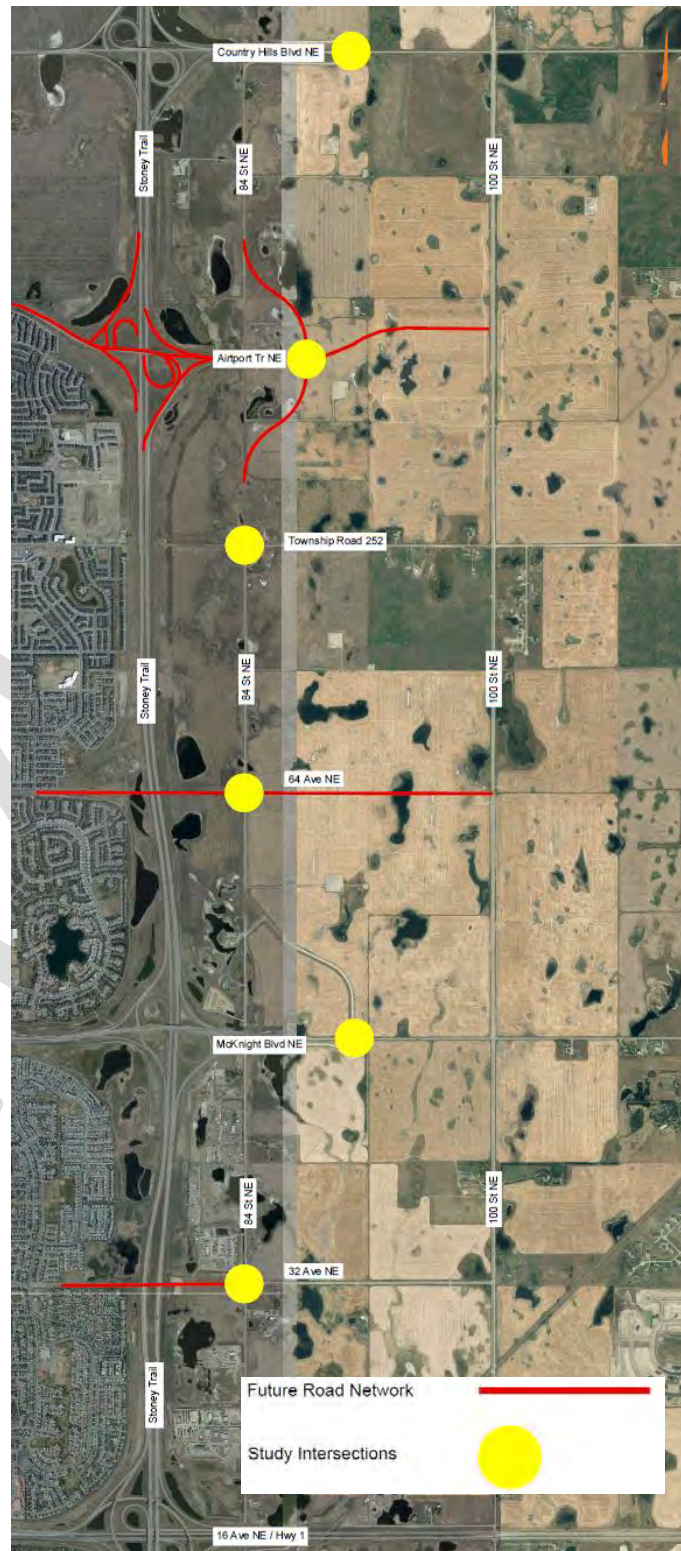 Country Hills Blvd NE
Stoney Trail
84 St NE
100 St NE
Airtport Tr NE
Township Road 252
Stoney Trail
84 St NE
100 St NE
64 Ave NE
McKnight Blvd NE
84 St NE
100 St NE
32 Ave NE
Stoney Trail
Future Road Network
Study Intersections
16 Ave NE / Hwy 1